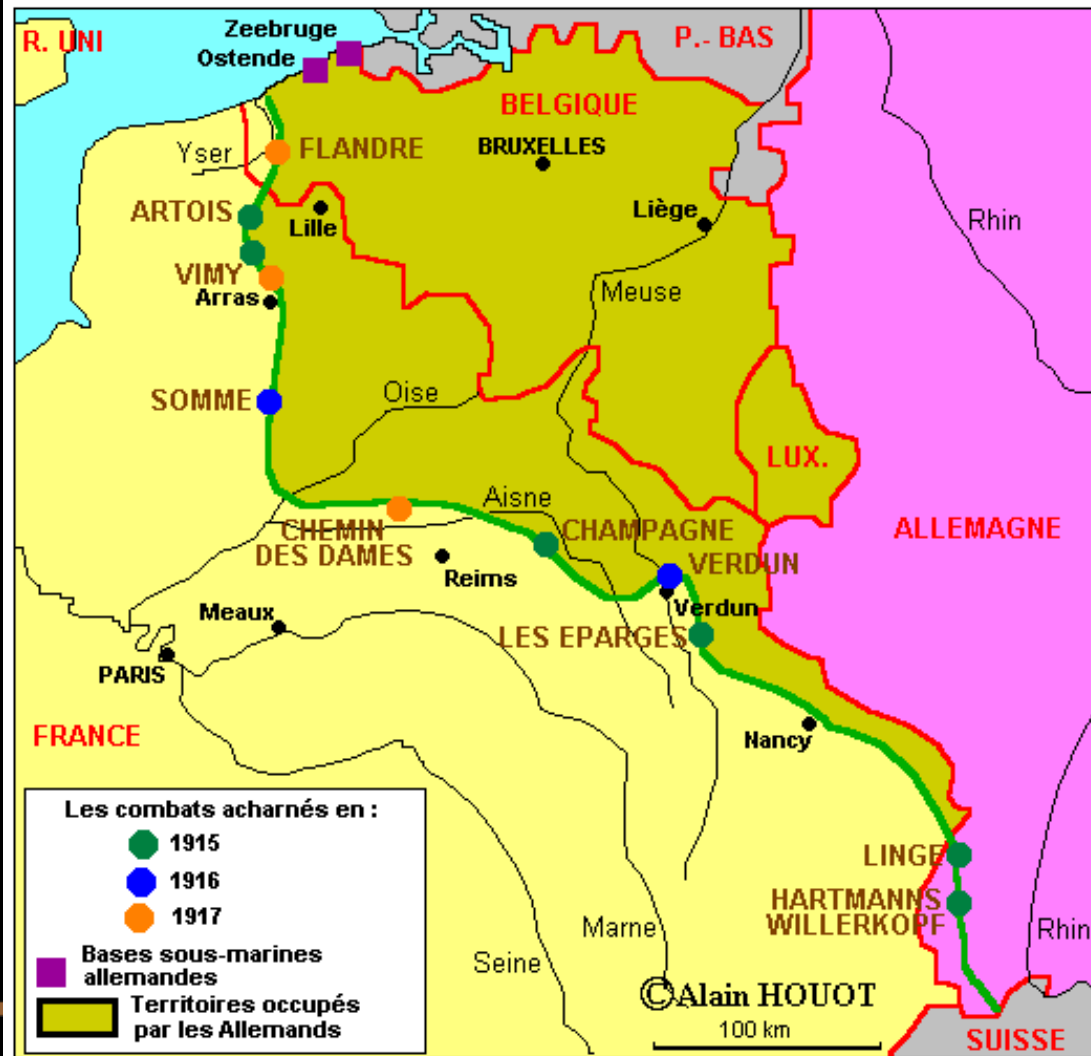 Zeebruge
R. UNI
P.- BAS
Ostende
BELGIQUE
Yser
FLANDRE
BRUXELLES
ARTOIS
Lille
Liège
Rhin
VIMY
Arras
Meuse
SOMME
Oise
LUX.
Aisne
CHEMIN
DES DAMES
CHAMPAGNE
ALLEMAGNE
Reims
VERDUN
Verdun
Meaux
LES EPARGES
PARIS
FRANCE
Nancy
Les combats acharnés en :
1915
1916
1917
Bases sous-marines
allemandes
Territoires occupés
par les Allemands
LINGE
HARTMANNS
WILLERKOPF
Marne
Rhin
Seine
©Alain HOUOT
100 km
SUISSE